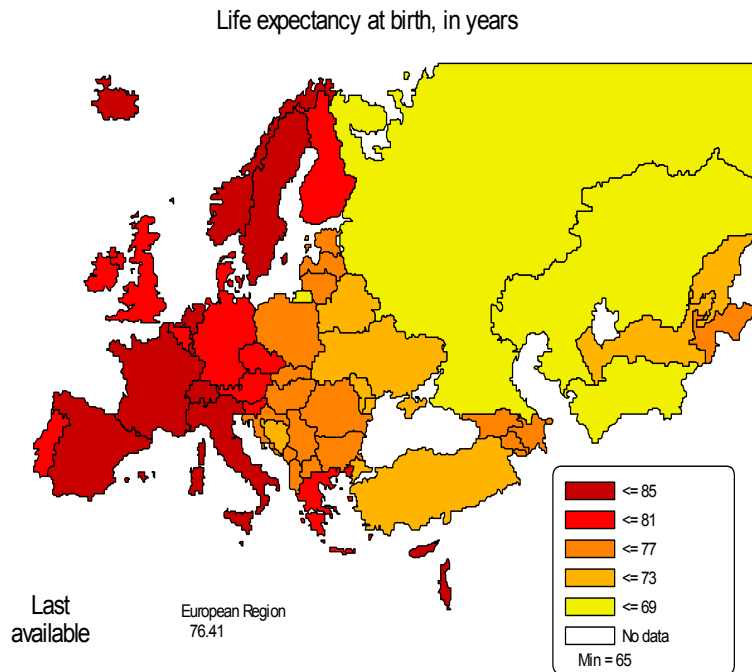 Life expectancy at birth, in years
<= 85
<= 81
<= 77
<= 73
<= 69
No data
Min = 65
Last
available
European Region
76.41